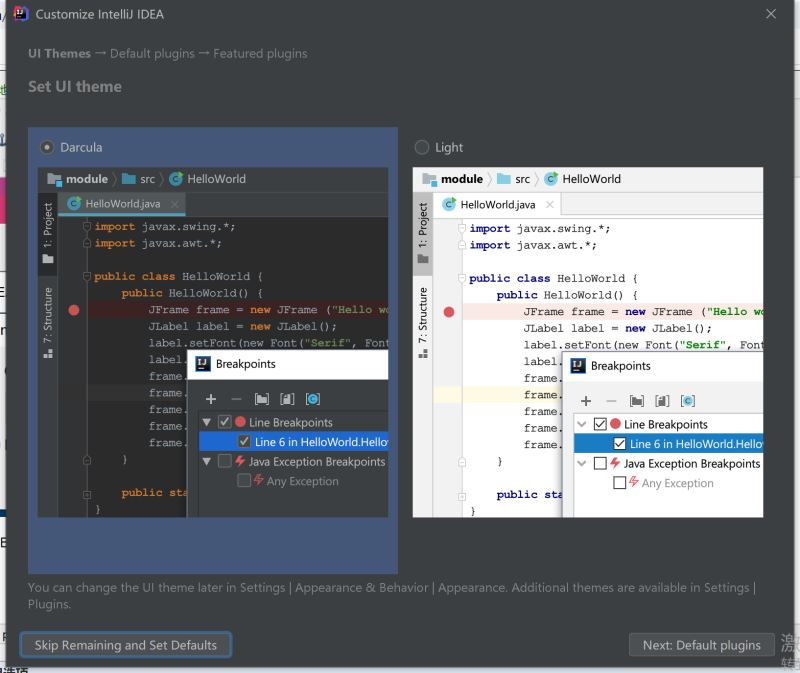 Customize IntelliJ IDEA
UI Themes → Default plugins → Featured plugins
Set UI theme
Darcula
module
src
HelloWorld
HelloWorld.java
1: Project
7: Structure
import javax.swing.*;
import javax.awt.*;
public class HelloWorld {
public HelloWorld() {
JFrame frame = new JFrame ("Hello wo
JLabel label = new JLabel();
label.setFont(new Font("Serif", Font
label.
frame.
frame.
frame.
frame.
frame.
}
public sta
}
Breakpoints
Line Breakpoints
Line 6 in HelloWorld.Hello
Java Exception Breakpoints
Any Exception
Light
module
src
HelloWorld
HelloWorld.java
1: Project
7: Structure
import javax.swing.*;
import javax.awt.*;
public class HelloWorld {
public HelloWorld() {
JFrame frame = new JFrame ("Hello wo
JLabel label = new JLabel();
label.setFont(new Font("Serif", Font
label.
frame.
frame.
frame.
frame.
frame.
}
public sta
}
Breakpoints
Line Breakpoints
Line 6 in HelloWorld.Hello
Java Exception Breakpoints
Any Exception
You can change the UI theme later in Settings | Appearance & Behavior | Appearance. Additional themes are available in Settings |
Plugins.
Skip Remaining and Set Defaults
Next: Default plugins
激
转